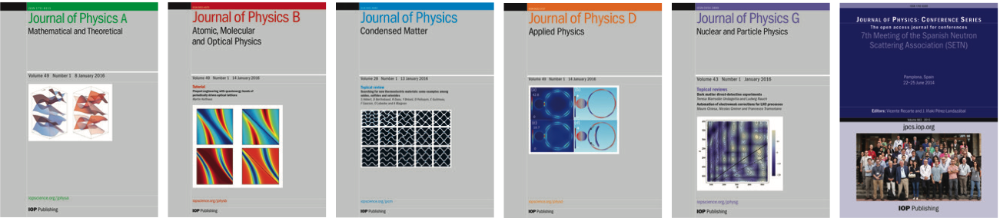 Journal of Physics A
Mathematical and Theoretical
Volume 49 Number 1 8 January 2016
iopscience.org/jphysa
IOP Publishing
Journal of Physics B
Atomic, Molecular
and Optical Physics
Volume 49 Number 1 14 January 2016
Tutorial
Floquet engineering with quasienergy bands of
periodically driven optical lattices
Martin Holthaus
iopscience.org/jphysb
IOP Publishing
Journal of Physics
Condensed Matter
Volume 28 Number 1 13 January 2016
Topical review
Searching for new thermoelectric materials: some examples among
oxides, sulfides and selenides
iopscience.org/jpcm
IOP Publishing
Journal of Physics D
Applied Physics
Volume 49 Number 1 14 January 2016
iopscience.org/jphysd
IOP Publishing
Journal of Physics G
Nuclear and Particle Physics
Volume 43 Number 1 January 2016
Topical reviews
Dark matter direct-detection experiments
Teresa Marrodán Undagoitia and Ludwig Rauch
Automation of electroweak corrections for LHC processes
Mauro Chiesa, Nicolas Greiner and Francesco Tramontano
iopscience.org/jphysg
IOP Publishing
JOURNAL OF PHYSICS: CONFERENCE SERIES
The open access journal for conferences
7th Meeting of the Spanish Neutron
Scattering Association (SETN)
Pamplona, Spain
22–25 June 2014
Editors: Vicente Recarte and J. Iñaki Pérez-Landazábal
jpcs.iop.org
IOP Publishing